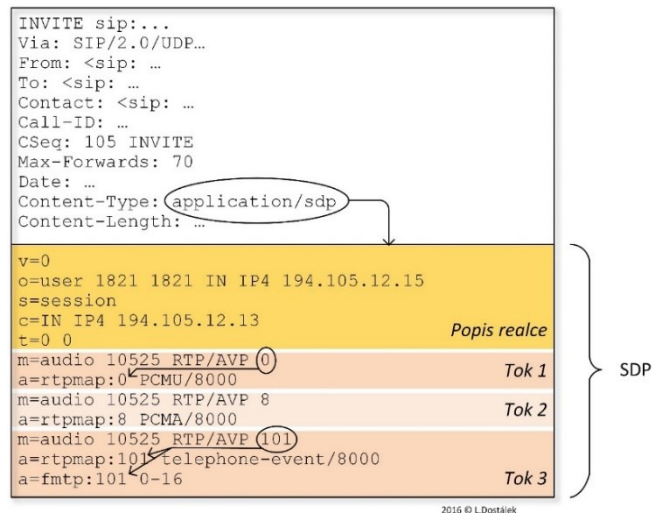 INVITE sip:...
Via: SIP/2.0/UDP…
From: <sip: …
To: <sip: …
Contact: <sip: …
Call-ID: …
CSeq: 105 INVITE
Max-Forwards: 70
Date: …
Content-Type: application/sdp
Content-Length: …
v=0
o=user 1821 1821 IN IP4 194.105.12.15
s=session
c=IN IP4 194.105.12.13
t=0 0
Popis realce
m=audio 10525 RTP/AVP 0
a=rtpmap:0 PCMU/8000
Tok 1
m=audio 10525 RTP/AVP 8
a=rtpmap:8 PCMA/8000
Tok 2
m=audio 10525 RTP/AVP 101
a=rtpmap:101 telephone-event/8000
a=fmtp:101 0-16
Tok 3
SDP
2016 © L.Dostálek